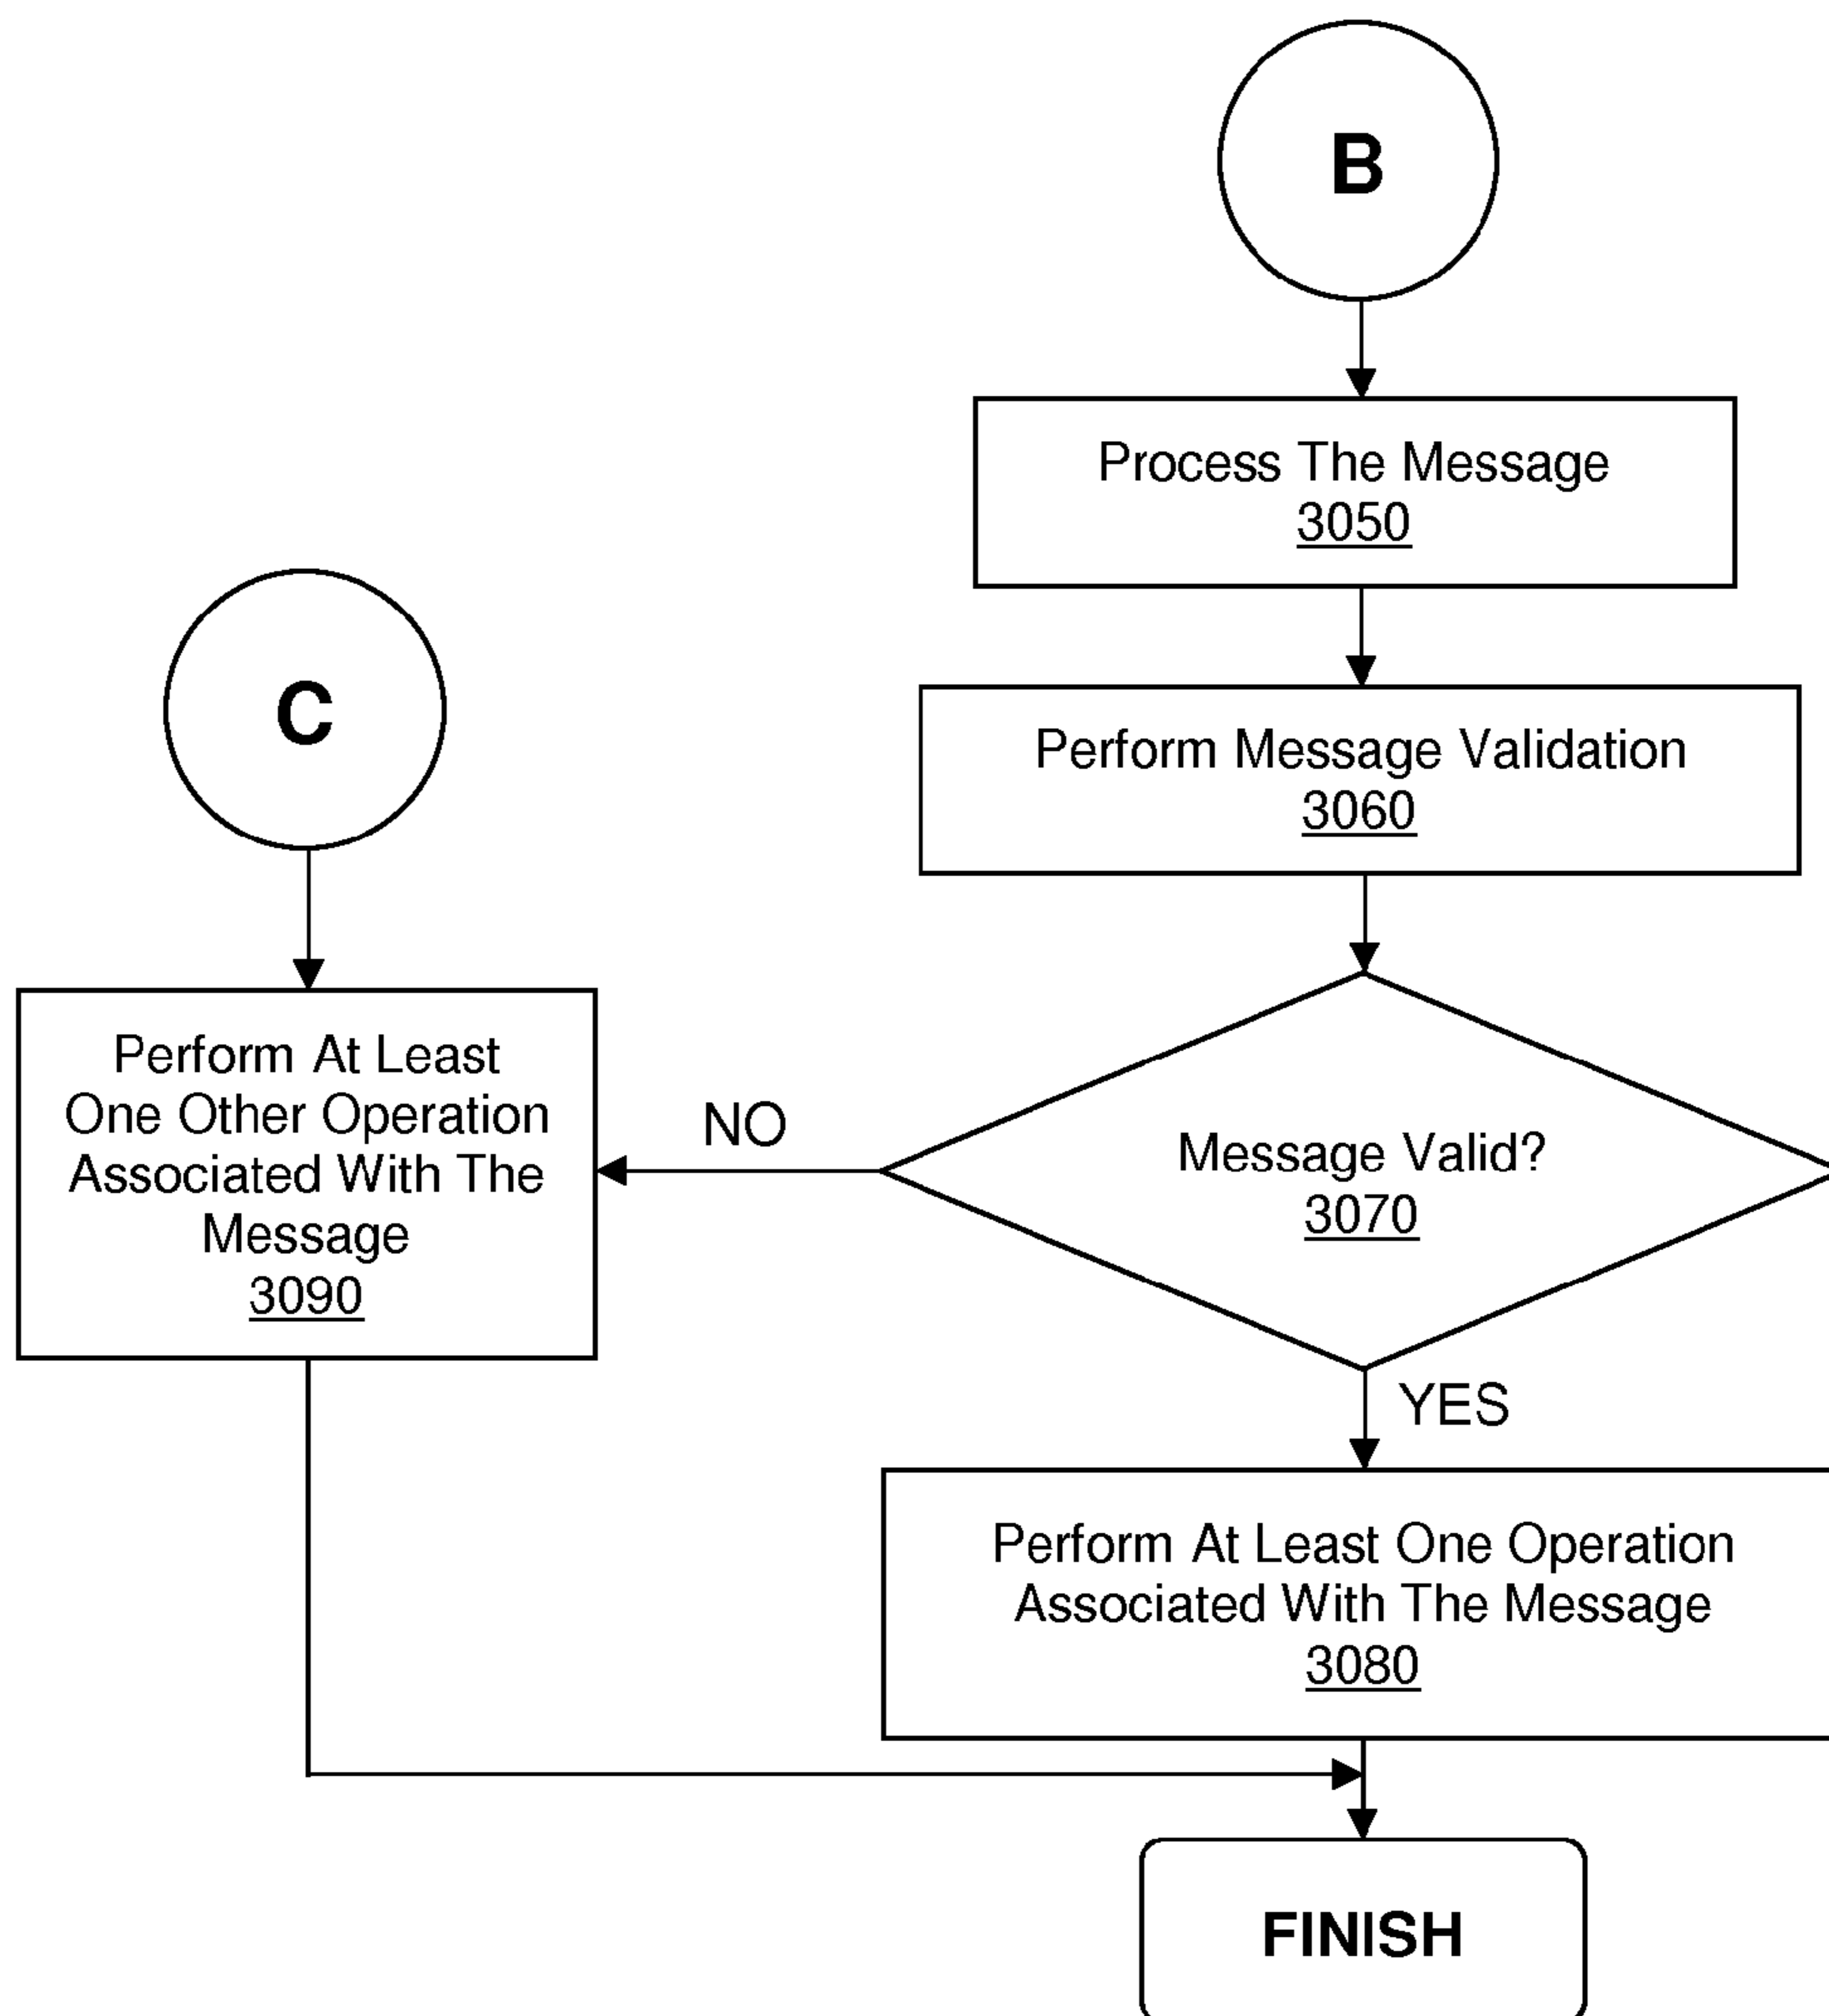 B
Process The Message
3050
Perform Message Validation
3060
C
Perform At Least
One Other Operation
Associated With The
Message
3090
NO
Message Valid?
3070
YES
Perform At Least One Operation
Associated With The Message
3080
FINISH